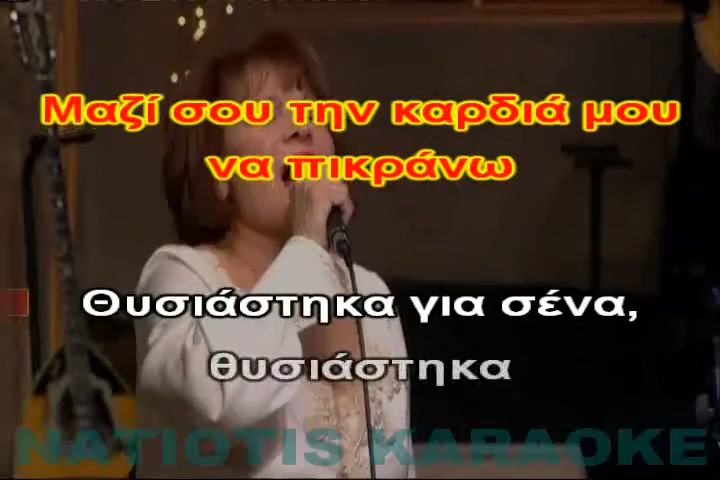 Μαζί σου την καρδιά μου
να πικράνω
Θυσιάστηκα για σένα,
θυσιάστηκα
NATIOTIS KARAOKE